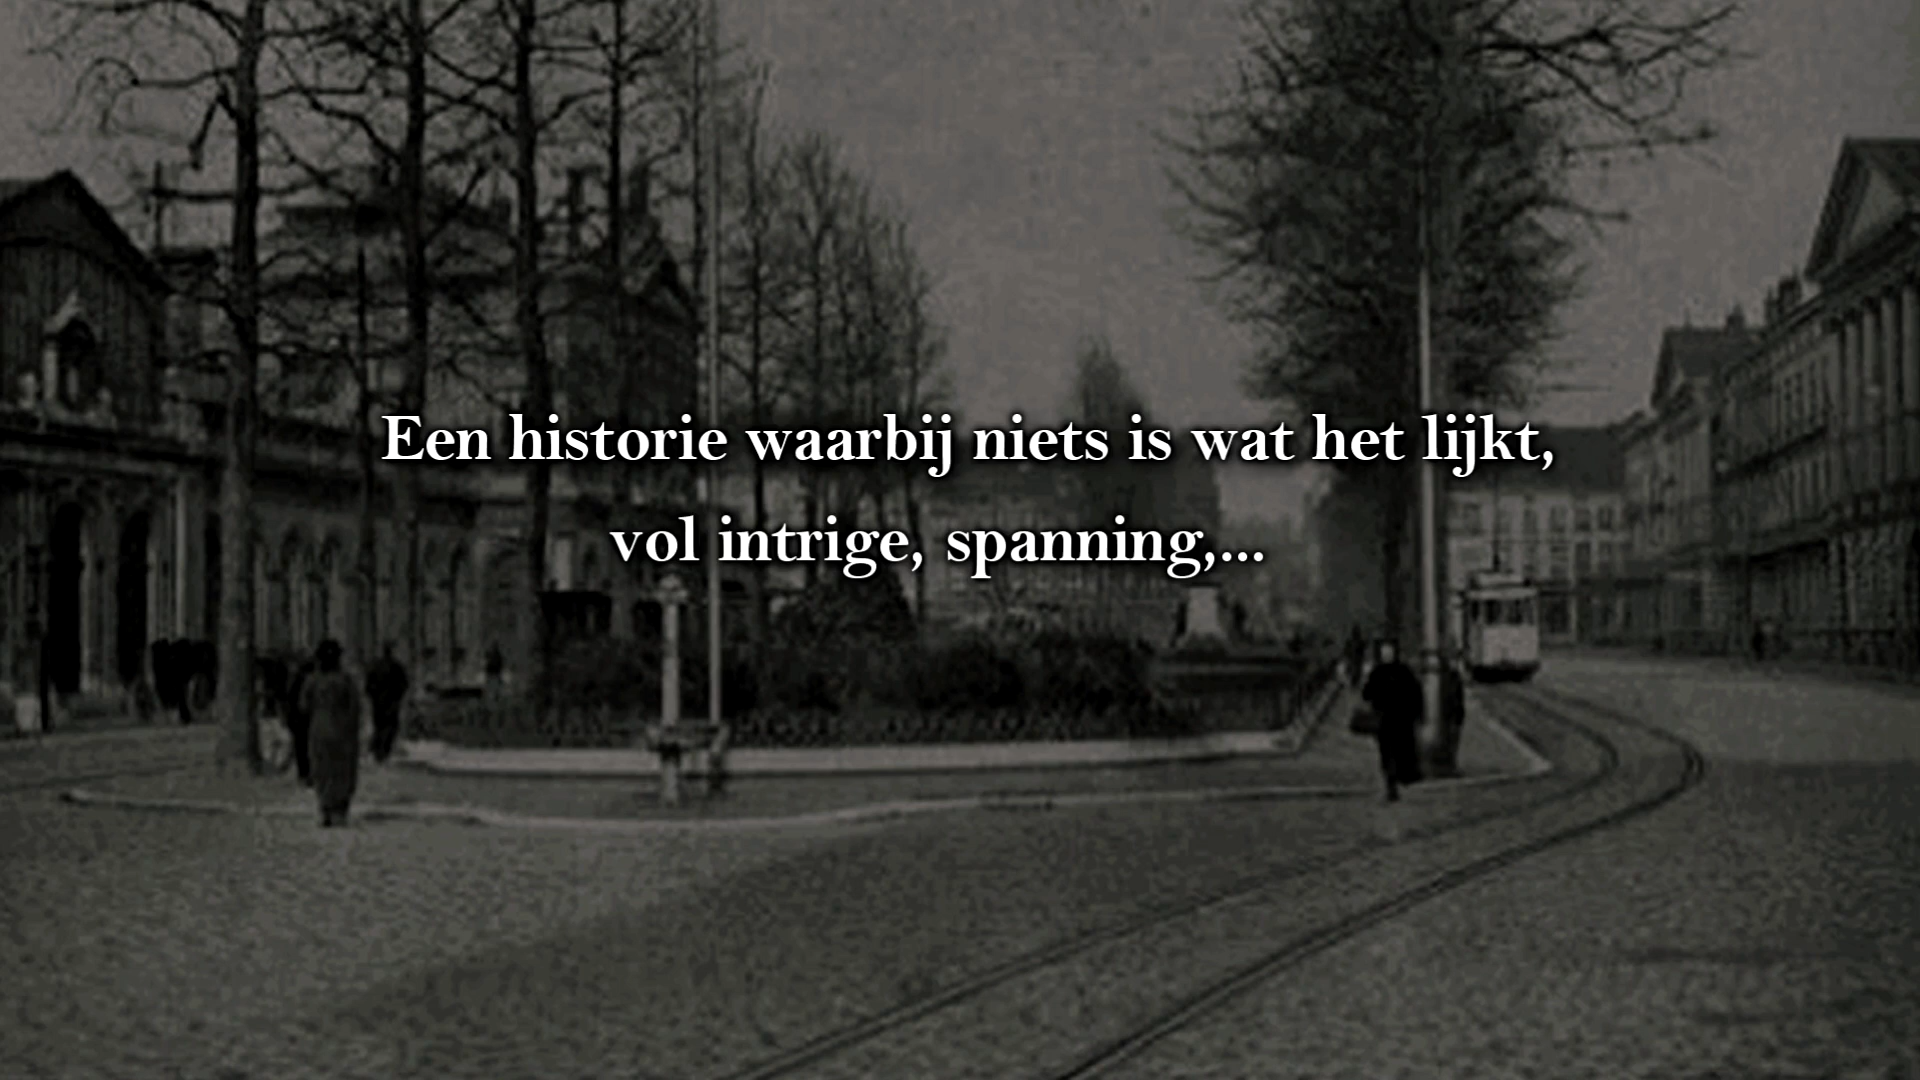 Een historie waarbij niets is wat het lijkt,
vol intrige, spanning,...